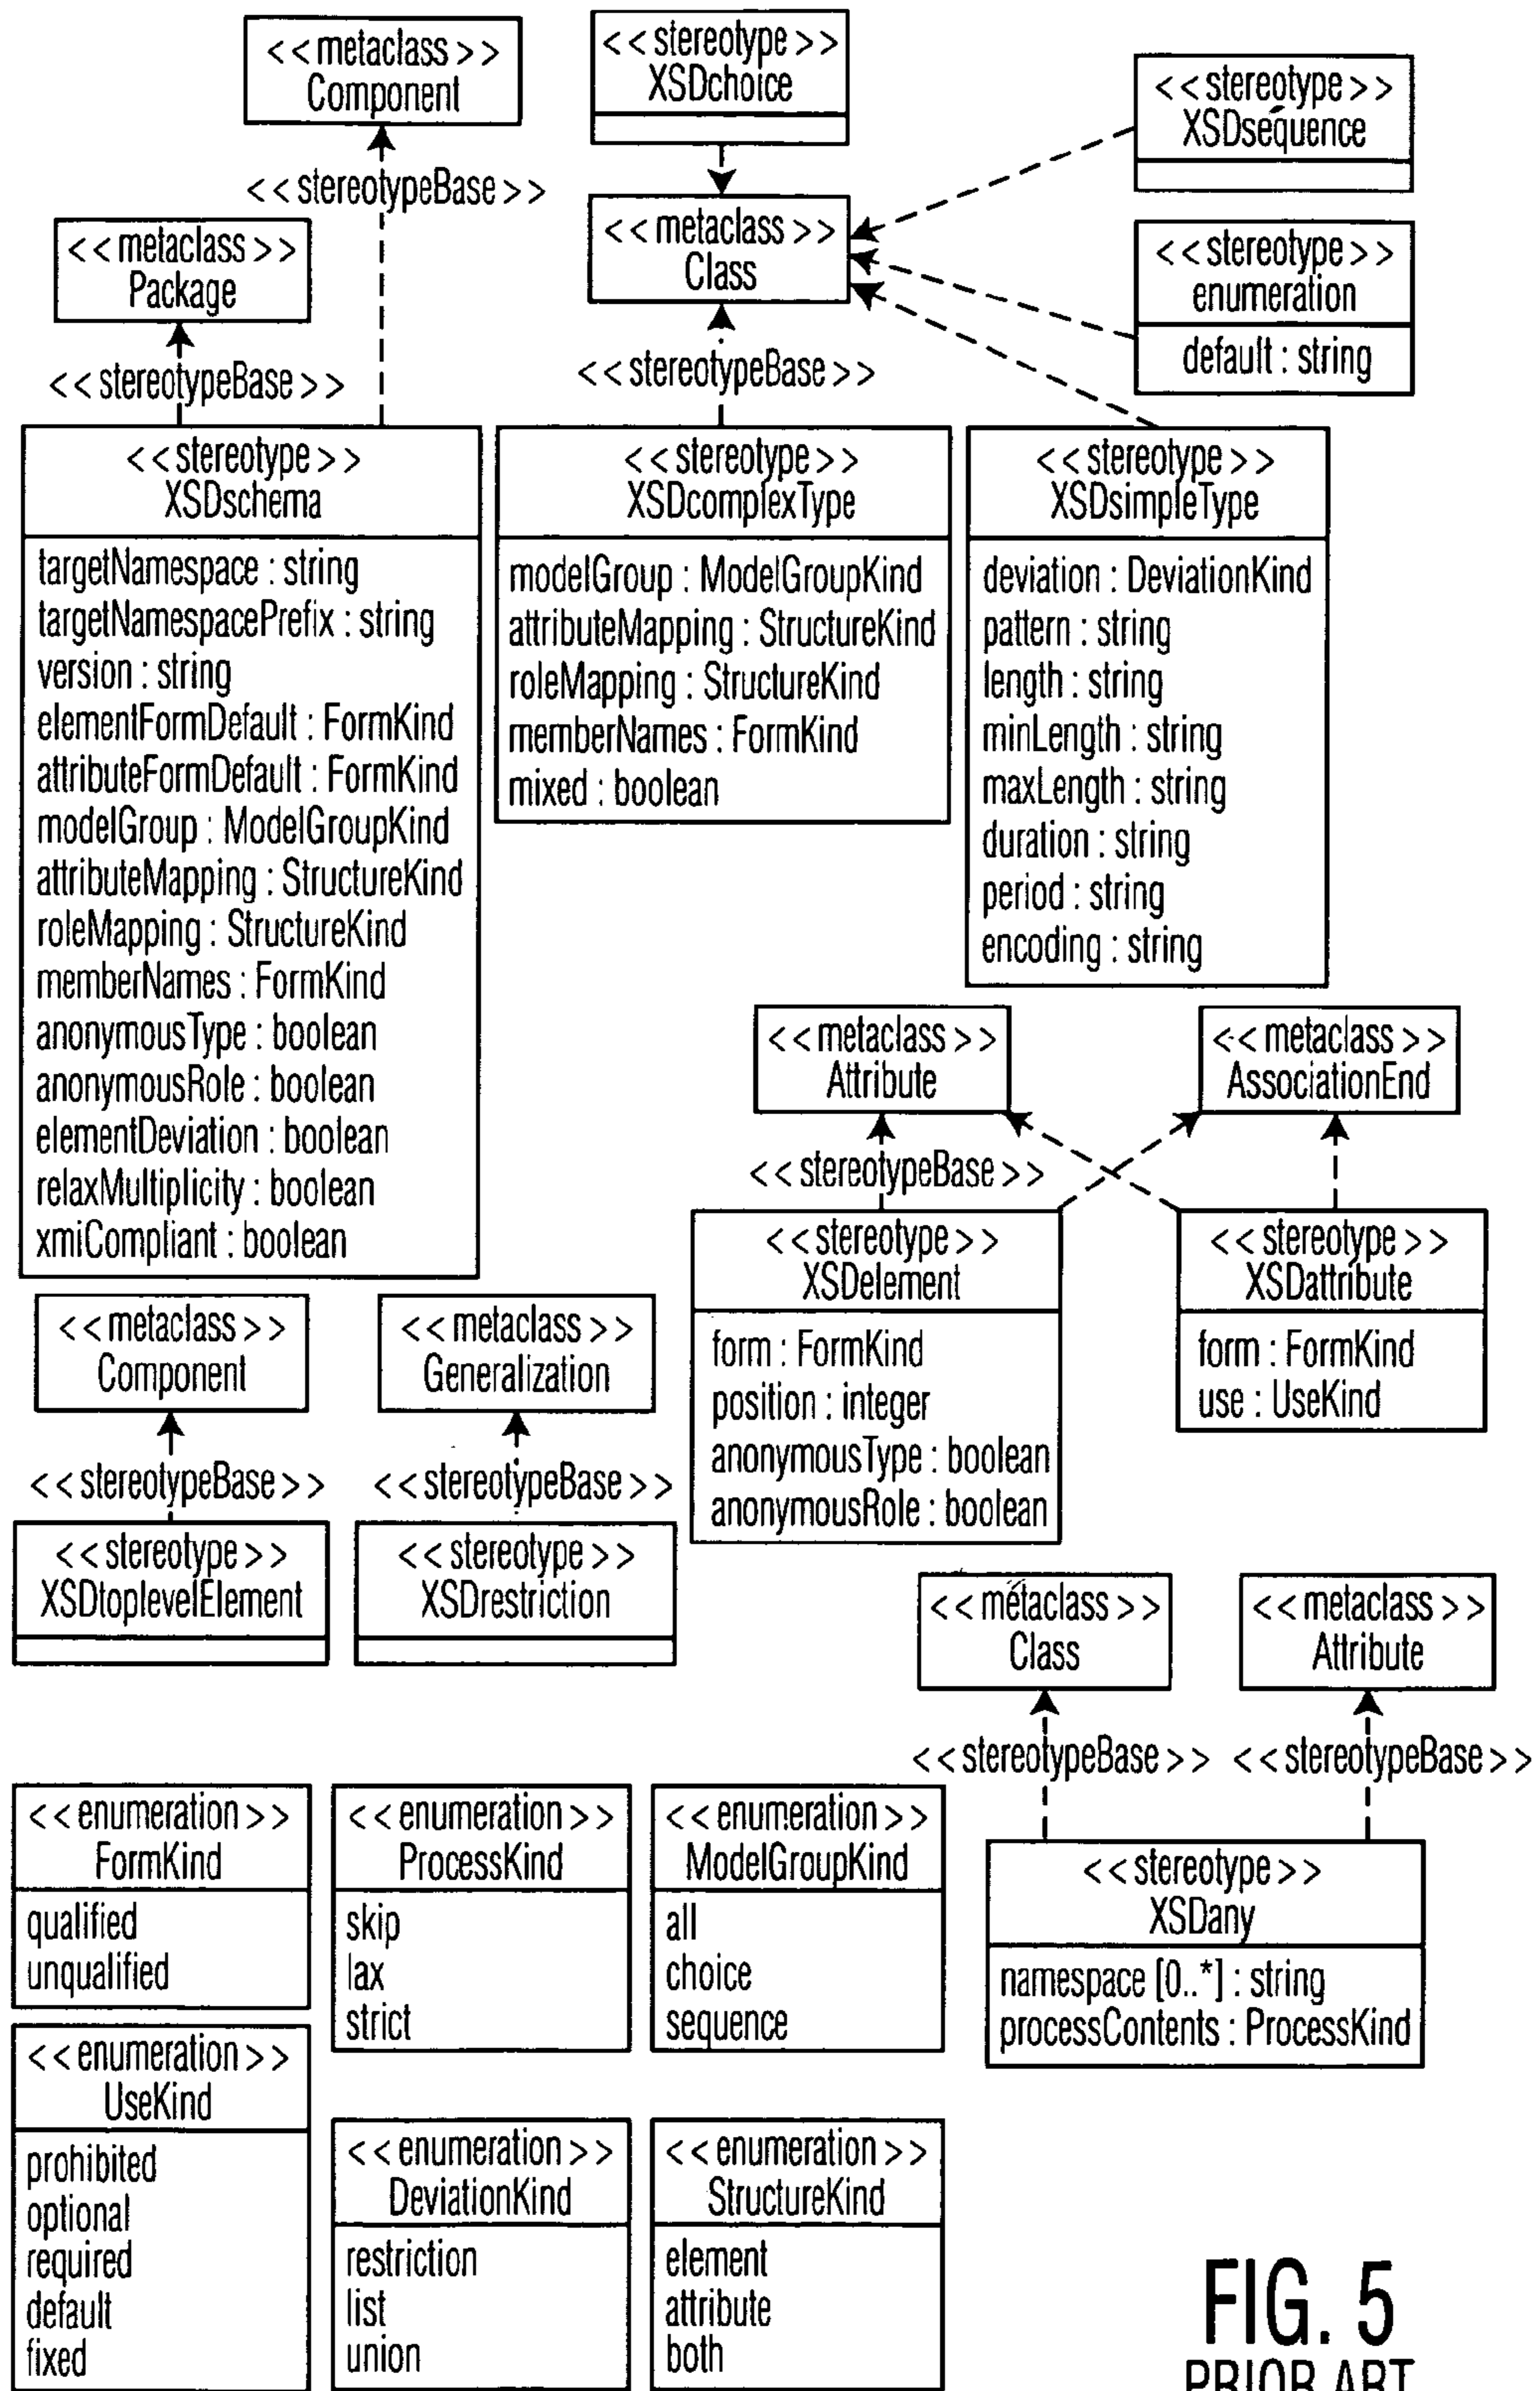 <<metaclass>>
Component
<<stereotype>>
XSDchoice
<<stereotype>>
XSDsequence
<<stereotypeBase>>
<<metaclass>>
Package
<<metaclass>>
Class
<<stereotype>>
enumeration
default : string
<<stereotypeBase>>
<<stereotypeBase>>
<<stereotype>>
XSDschema
targetNamespace : string
targetNamespacePrefix : string
version : string
elementFormDefault : FormKind
attributeFormDefault : FormKind
modelGroup : ModelGroupKind
attributeMapping : StructureKind
roleMapping : StructureKind
memberNames : FormKind
anonymousType : boolean
anonymousRole : boolean
elementDeviation : boolean
relaxMultiplicity : boolean
xmiCompliant : boolean
<<stereotype>>
XSDcomplexType
modelGroup : ModelGroupKind
attributeMapping : StructureKind
roleMapping : StructureKind
memberNames : FormKind
mixed : boolean
<<stereotype>>
XSDsimpleType
deviation : DeviationKind
pattern : string
length : string
minLength : string
maxLength : string
duration : string
period : string
encoding : string
<<metaclass>>
Attribute
<<metaclass>>
AssociationEnd
<<stereotypeBase>>
<<stereotype>>
XSDelement
form : FormKind
position : integer
anonymousType : boolean
anonymousRole : boolean
<<stereotype>>
XSDattribute
form : FormKind
use : UseKind
<<metaclass>>
Component
<<metaclass>>
Generalization
<<stereotypeBase>>
<<stereotypeBase>>
<<stereotype>>
XSDtoplevelElement
<<stereotype>>
XSDrestriction
<<metaclass>>
Class
<<metaclass>>
Attribute
<<stereotypeBase>>
<<stereotypeBase>>
<<stereotype>>
XSDany
namespace [0..*] : string
processContents : ProcessKind
<<enumeration>>
FormKind
qualified
unqualified
<<enumeration>>
ProcessKind
skip
lax
strict
<<enumeration>>
ModelGroupKind
all
choice
sequence
<<enumeration>>
UseKind
prohibited
optional
required
default
fixed
<<enumeration>>
DeviationKind
restriction
list
union
<<enumeration>>
StructureKind
element
attribute
both
FIG. 5
PRIOR ART